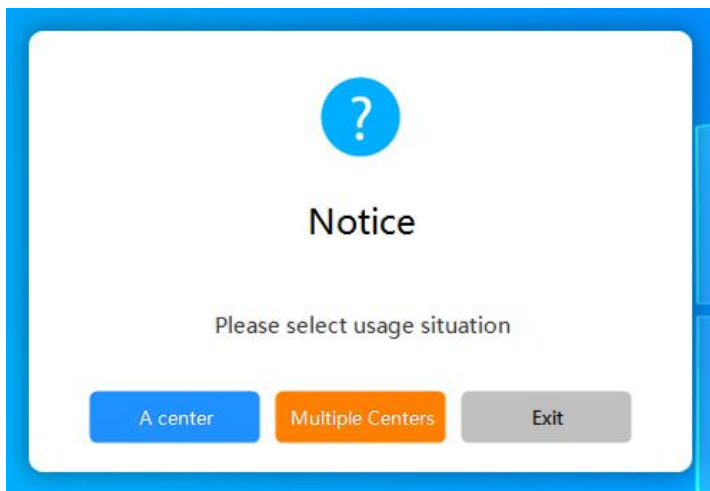 ?
Notice
Please select usage situation
A center
Multiple Centers
Exit